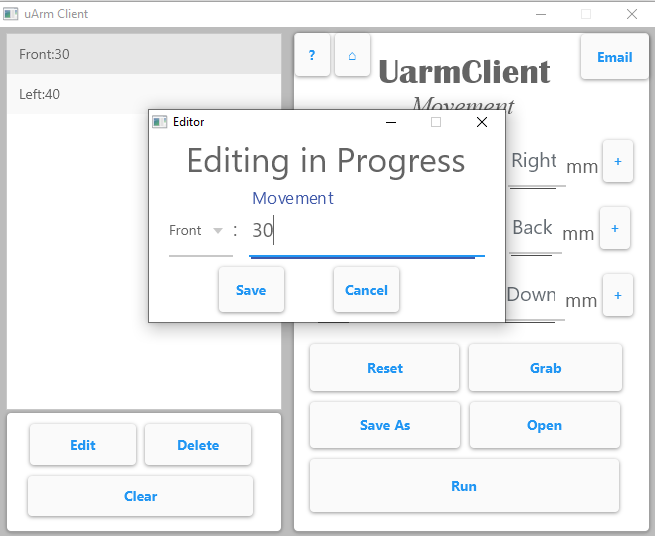 uArm Client
Front:30
Left:40
?
⌂
Email
UarmClient
Movement
Editor
Editing in Progress
Movement
Front : 30
Save
Cancel
Right mm +
Back mm +
Down mm +
Reset
Grab
Save As
Open
Run
Edit
Delete
Clear